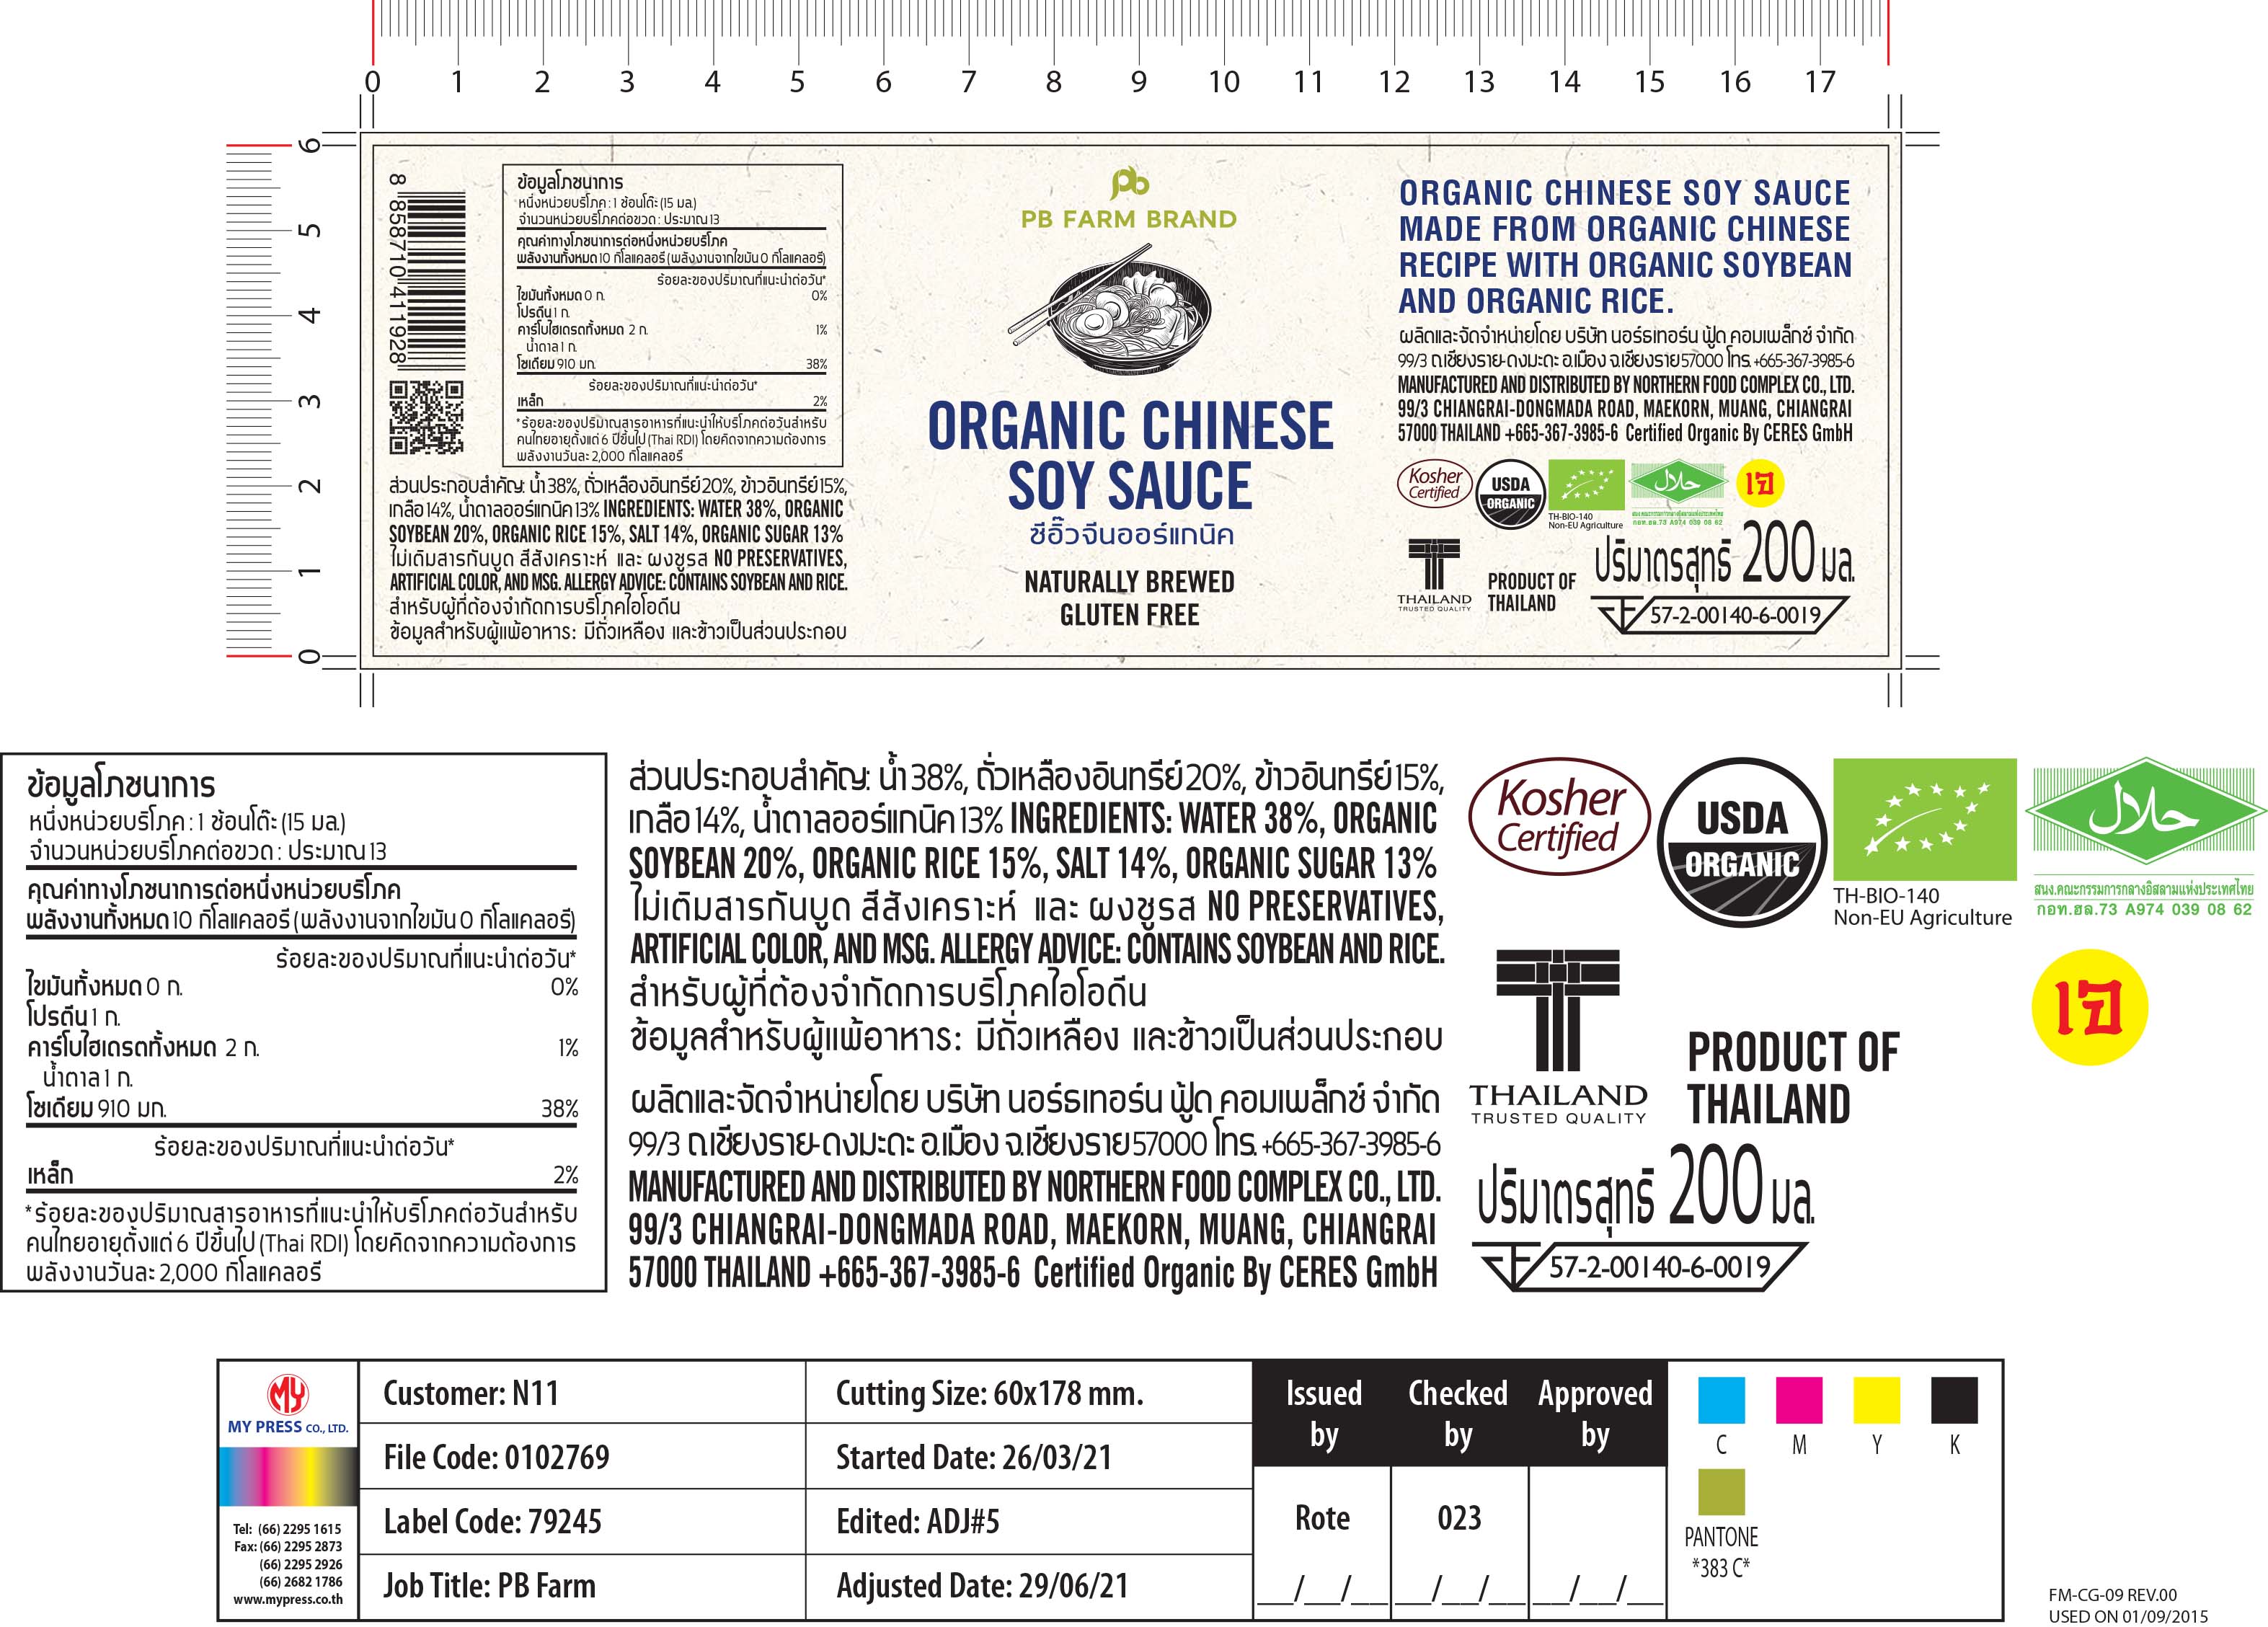 0 1 2 3 4 5 6 7 8 9 10 11 12 13 14 15 16 17
6
5
4
3
2
1
0
8 858710 411928
ข้อมูลโภชนาการ
หนึ่งหน่วยบริโภค : 1 ช้อนโต๊ะ (15 มล.)
จำนวนหน่วยบริโภคต่อขวด : ประมาณ 13
คุณค่าทางโภชนาการต่อหนึ่งหน่วยบริโภค
พลังงานทั้งหมด 10 กิโลแคลอรี (พลังงานจากไขมัน 0 กิโลแคลอรี)
ร้อยละของปริมาณที่แนะนำต่อวัน*
ไขมันทั้งหมด 0 ก. 0%
โปรตีน 1 ก.
คาร์โบไฮเดรตทั้งหมด 2 ก. 1%
น้ำตาล 1 ก.
โซเดียม 910 มก. 38%
ร้อยละของปริมาณที่แนะนำต่อวัน*
เหล็ก 2%
*ร้อยละของปริมาณสารอาหารที่แนะนำให้บริโภคต่อวันสำหรับ
คนไทยอายุตั้งแต่ 6 ปีขึ้นไป (Thai RDI) โดยคิดจากความต้องการ
พลังงานวันละ 2,000 กิโลแคลอรี
ส่วนประกอบสำคัญ: น้ำ 38%, ถั่วเหลืองอินทรีย์ 20%, ข้าวอินทรีย์ 15%,
เกลือ 14%, น้ำตาลออร์แกนิค 13% INGREDIENTS: WATER 38%, ORGANIC
SOYBEAN 20%, ORGANIC RICE 15%, SALT 14%, ORGANIC SUGAR 13%
ไม่เติมสารกันบูด สีสังเคราะห์ และ ผงชูรส NO PRESERVATIVES,
ARTIFICIAL COLOR, AND MSG. ALLERGY ADVICE: CONTAINS SOYBEAN AND RICE.
สำหรับผู้ที่ต้องจำกัดการบริโภคไอโอดีน
ข้อมูลสำหรับผู้แพ้อาหาร: มีถั่วเหลือง และข้าวเป็นส่วนประกอบ
pb
PB FARM BRAND
ORGANIC CHINESE
SOY SAUCE
ซีอิ๊วจีนออร์แกนิค
NATURALLY BREWED
GLUTEN FREE
ORGANIC CHINESE SOY SAUCE
MADE FROM ORGANIC CHINESE
RECIPE WITH ORGANIC SOYBEAN
AND ORGANIC RICE.
ผลิตและจัดจำหน่ายโดย บริษัท นอร์ธเทอร์น ฟู้ด คอมเพล็กซ์ จำกัด
99/3 ถ.เชียงราย-ดงมะดะ อ.เมือง จ.เชียงราย 57000 โทร. +665-367-3985-6
MANUFACTURED AND DISTRIBUTED BY NORTHERN FOOD COMPLEX CO., LTD.
99/3 CHIANGRAI-DONGMADA ROAD, MAEKORN, MUANG, CHIANGRAI
57000 THAILAND +665-367-3985-6 Certified Organic By CERES GmbH
Kosher
Certified
USDA
ORGANIC
TH-BIO-140
Non-EU Agriculture
حلال
สนง.คณะกรรมการกลางอิสลามแห่งประเทศไทย
กอท.ฮล.73 A974 039 08 62
เจ
THAILAND
TRUSTED QUALITY
PRODUCT OF
THAILAND
ปริมาตรสุทธิ 200 มล.
57-2-00140-6-0019
ข้อมูลโภชนาการ
หนึ่งหน่วยบริโภค : 1 ช้อนโต๊ะ (15 มล.)
จำนวนหน่วยบริโภคต่อขวด : ประมาณ 13
คุณค่าทางโภชนาการต่อหนึ่งหน่วยบริโภค
พลังงานทั้งหมด 10 กิโลแคลอรี (พลังงานจากไขมัน 0 กิโลแคลอรี)
ร้อยละของปริมาณที่แนะนำต่อวัน*
ไขมันทั้งหมด 0 ก. 0%
โปรตีน 1 ก.
คาร์โบไฮเดรตทั้งหมด 2 ก. 1%
น้ำตาล 1 ก.
โซเดียม 910 มก. 38%
ร้อยละของปริมาณที่แนะนำต่อวัน*
เหล็ก 2%
*ร้อยละของปริมาณสารอาหารที่แนะนำให้บริโภคต่อวันสำหรับ
คนไทยอายุตั้งแต่ 6 ปีขึ้นไป (Thai RDI) โดยคิดจากความต้องการ
พลังงานวันละ 2,000 กิโลแคลอรี
ส่วนประกอบสำคัญ: น้ำ 38%, ถั่วเหลืองอินทรีย์ 20%, ข้าวอินทรีย์ 15%,
เกลือ 14%, น้ำตาลออร์แกนิค 13% INGREDIENTS: WATER 38%, ORGANIC
SOYBEAN 20%, ORGANIC RICE 15%, SALT 14%, ORGANIC SUGAR 13%
ไม่เติมสารกันบูด สีสังเคราะห์ และ ผงชูรส NO PRESERVATIVES,
ARTIFICIAL COLOR, AND MSG. ALLERGY ADVICE: CONTAINS SOYBEAN AND RICE.
สำหรับผู้ที่ต้องจำกัดการบริโภคไอโอดีน
ข้อมูลสำหรับผู้แพ้อาหาร: มีถั่วเหลือง และข้าวเป็นส่วนประกอบ
ผลิตและจัดจำหน่ายโดย บริษัท นอร์ธเทอร์น ฟู้ด คอมเพล็กซ์ จำกัด
99/3 ถ.เชียงราย-ดงมะดะ อ.เมือง จ.เชียงราย 57000 โทร. +665-367-3985-6
MANUFACTURED AND DISTRIBUTED BY NORTHERN FOOD COMPLEX CO., LTD.
99/3 CHIANGRAI-DONGMADA ROAD, MAEKORN, MUANG, CHIANGRAI
57000 THAILAND +665-367-3985-6 Certified Organic By CERES GmbH
Kosher
Certified
USDA
ORGANIC
TH-BIO-140
Non-EU Agriculture
حلال
สนง.คณะกรรมการกลางอิสลามแห่งประเทศไทย
กอท.ฮล.73 A974 039 08 62
เจ
THAILAND
TRUSTED QUALITY
PRODUCT OF
THAILAND
ปริมาตรสุทธิ 200 มล.
57-2-00140-6-0019
MY
MY PRESS CO., LTD.
Tel: (66) 2295 1615
Fax: (66) 2295 2873
(66) 2295 2926
(66) 2682 1786
www.mypress.co.th
Customer: N11
File Code: 0102769
Label Code: 79245
Job Title: PB Farm
Cutting Size: 60x178 mm.
Started Date: 26/03/21
Edited: ADJ#5
Adjusted Date: 29/06/21
Issued by
Checked by
Approved by
Rote
023
__/__/__ __/__/__ __/__/__
C M Y K
PANTONE
*383 C*
FM-CG-09 REV.00
USED ON 01/09/2015